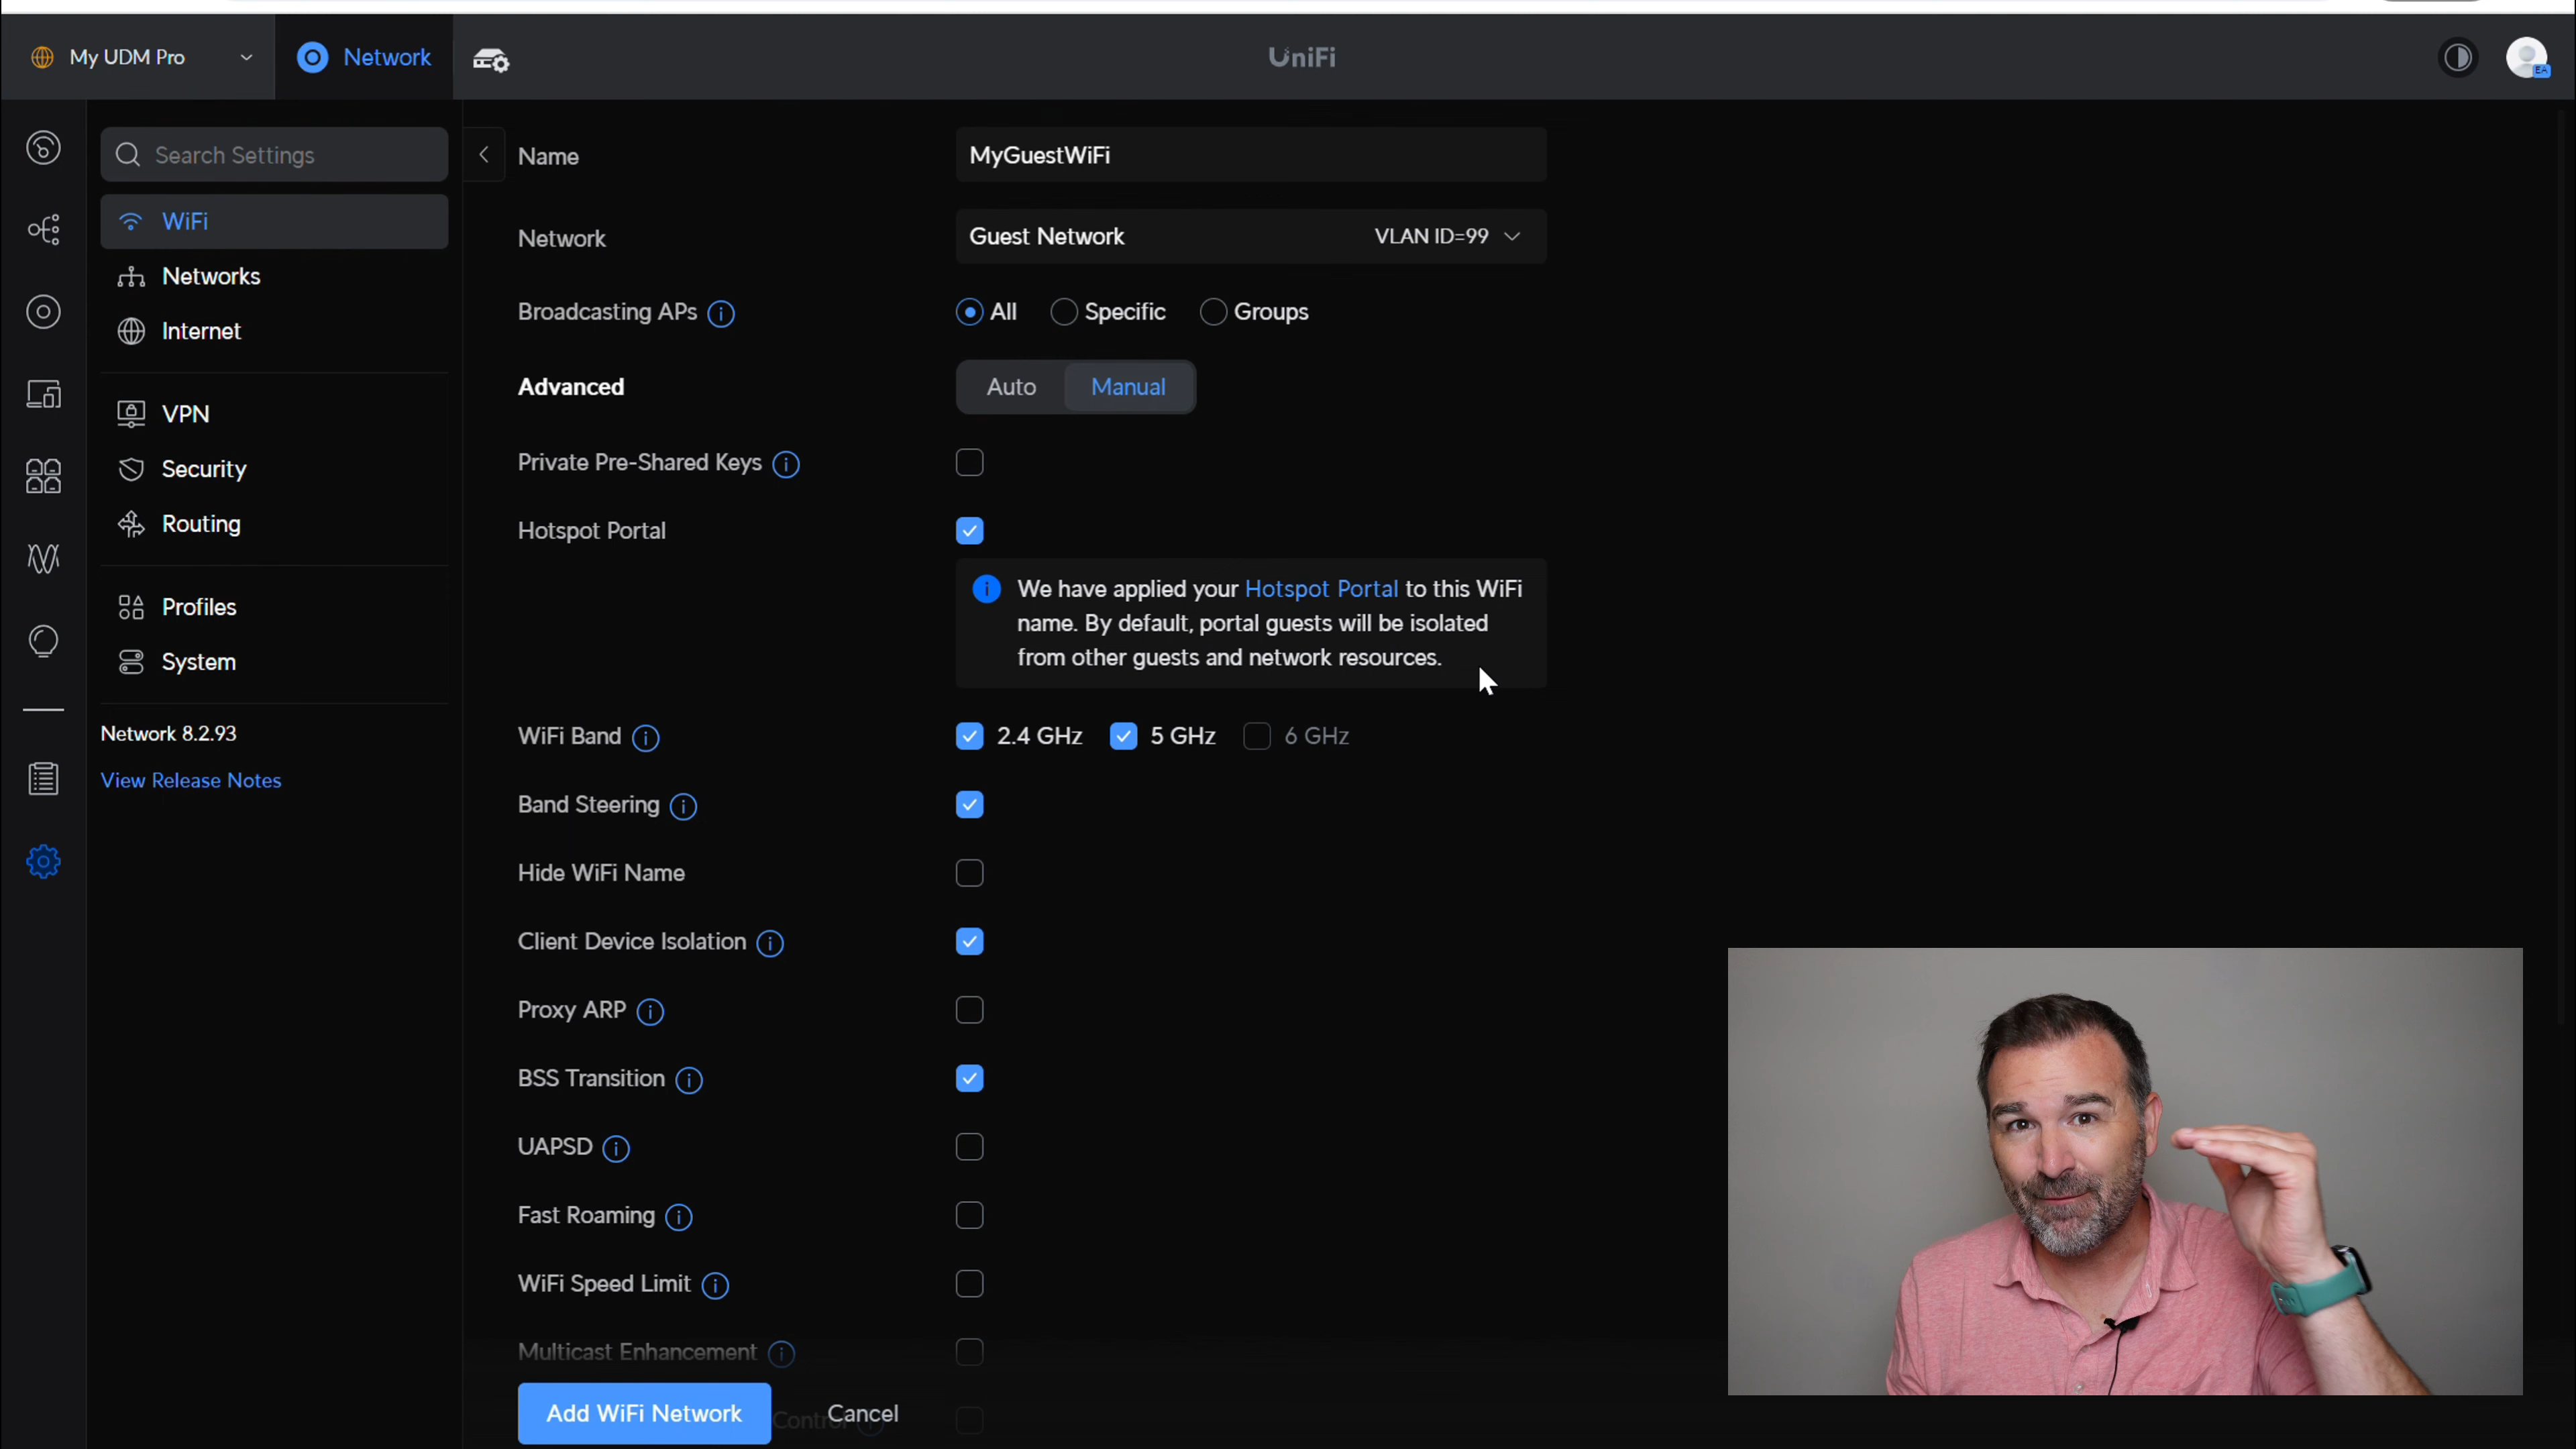 My UDM Pro
Network
UniFi
EA
Search Settings
WiFi
Networks
Internet
VPN
Security
Routing
Profiles
System
Network 8.2.93
View Release Notes
Name
MyGuestWiFi
Network
Guest Network VLAN ID=99
Broadcasting APs
All Specific Groups
Advanced
Auto Manual
Private Pre-Shared Keys
Hotspot Portal
We have applied your Hotspot Portal to this WiFi
name. By default, portal guests will be isolated
from other guests and network resources.
WiFi Band
2.4 GHz 5 GHz 6 GHz
Band Steering
Hide WiFi Name
Client Device Isolation
Proxy ARP
BSS Transition
UAPSD
Fast Roaming
WiFi Speed Limit
Multicast Enhancement
Add WiFi Network
Control
Cancel